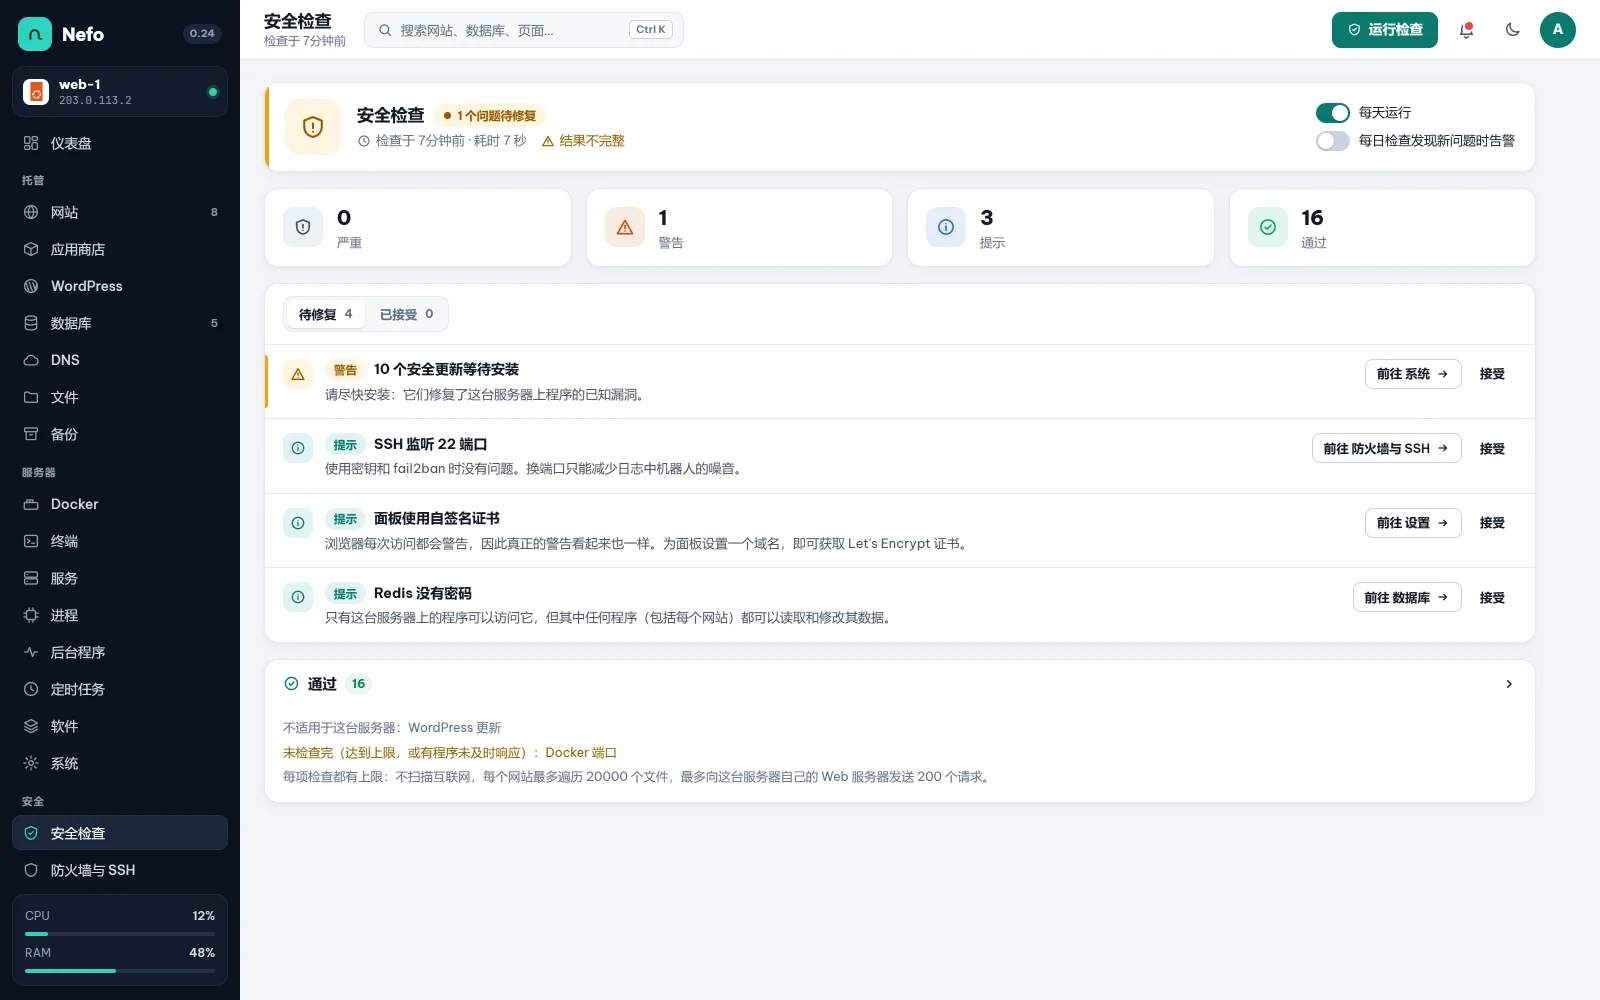 Nefo
0.24
web-1
203.0.113.2
仪表盘
托管
网站 8
应用商店
WordPress
数据库 5
DNS
文件
备份
服务器
Docker
终端
服务
进程
后台程序
定时任务
软件
系统
安全
安全检查
防火墙与 SSH
CPU 12%
RAM 48%
安全检查
检查于 7分钟前
搜索网站、数据库、页面... Ctrl K
运行检查
A
安全检查 1 个问题待修复
检查于 7分钟前 · 耗时 7 秒 结果不完整
每天运行
每日检查发现新问题时告警
0
严重
1
警告
3
提示
16
通过
待修复 4 已接受 0
警告 10 个安全更新等待安装
请尽快安装：它们修复了这台服务器上程序的已知漏洞。
前往 系统 → 接受
提示 SSH 监听 22 端口
使用密钥和 fail2ban 时没有问题。换端口只能减少日志中机器人的噪音。
前往 防火墙与 SSH → 接受
提示 面板使用自签名证书
浏览器每次访问都会警告，因此真正的警告看起来也一样。为面板设置一个域名，即可获取 Let's Encrypt 证书。
前往 设置 → 接受
提示 Redis 没有密码
只有这台服务器上的程序可以访问它，但其中任何程序（包括每个网站）都可以读取和修改其数据。
前往 数据库 → 接受
通过 16
不适用于这台服务器：WordPress 更新
未检查完（达到上限，或有程序未及时响应）：Docker 端口
每项检查都有上限：不扫描互联网，每个网站最多遍历 20000 个文件，最多向这台服务器自己的 Web 服务器发送 200 个请求。